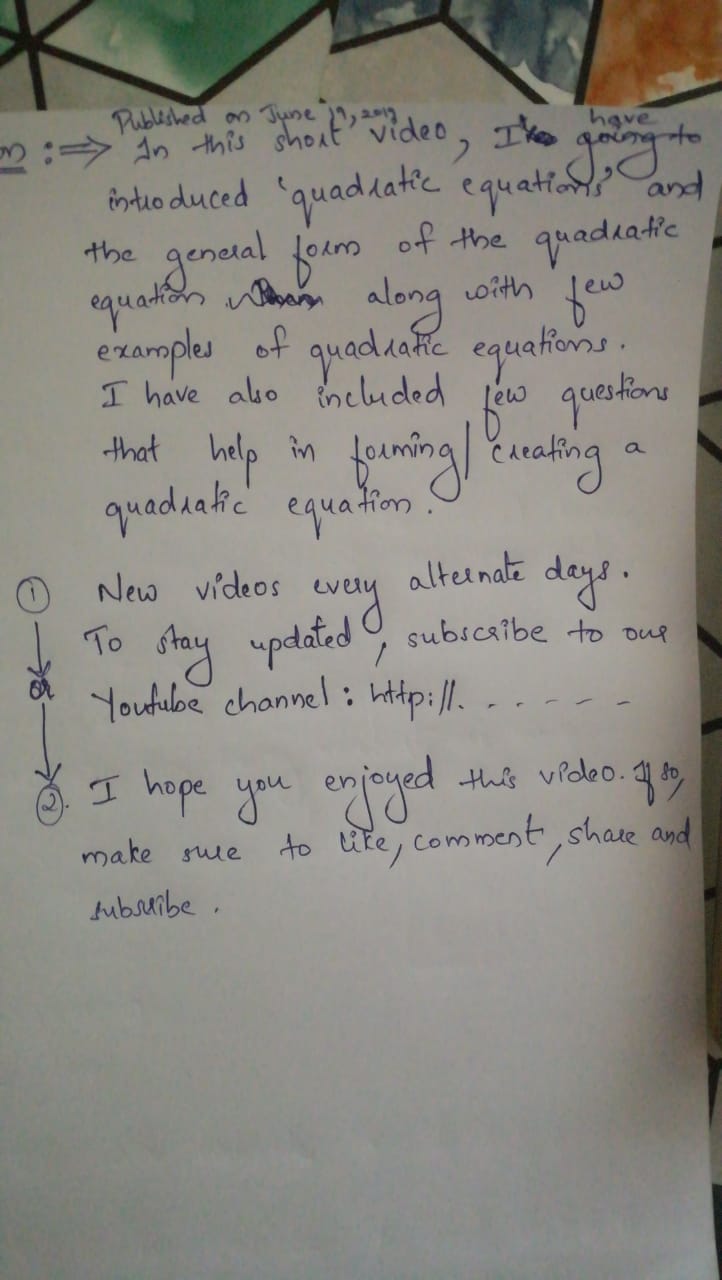 Published on June 19, 2019
n :⇒ In this short video, I have going to
introduced 'quadratic equations' and
the general form of the quadratic
equation along with few
examples of quadratic equations.
I have also included few questions
that help in forming/creating a
quadratic equation.
① New videos every alternate days.
To stay updated, subscribe to our
or Youtube channel: http://. - - - - -
②. I hope you enjoyed this video. If so,
make sure to like, comment, share and
subscribe.